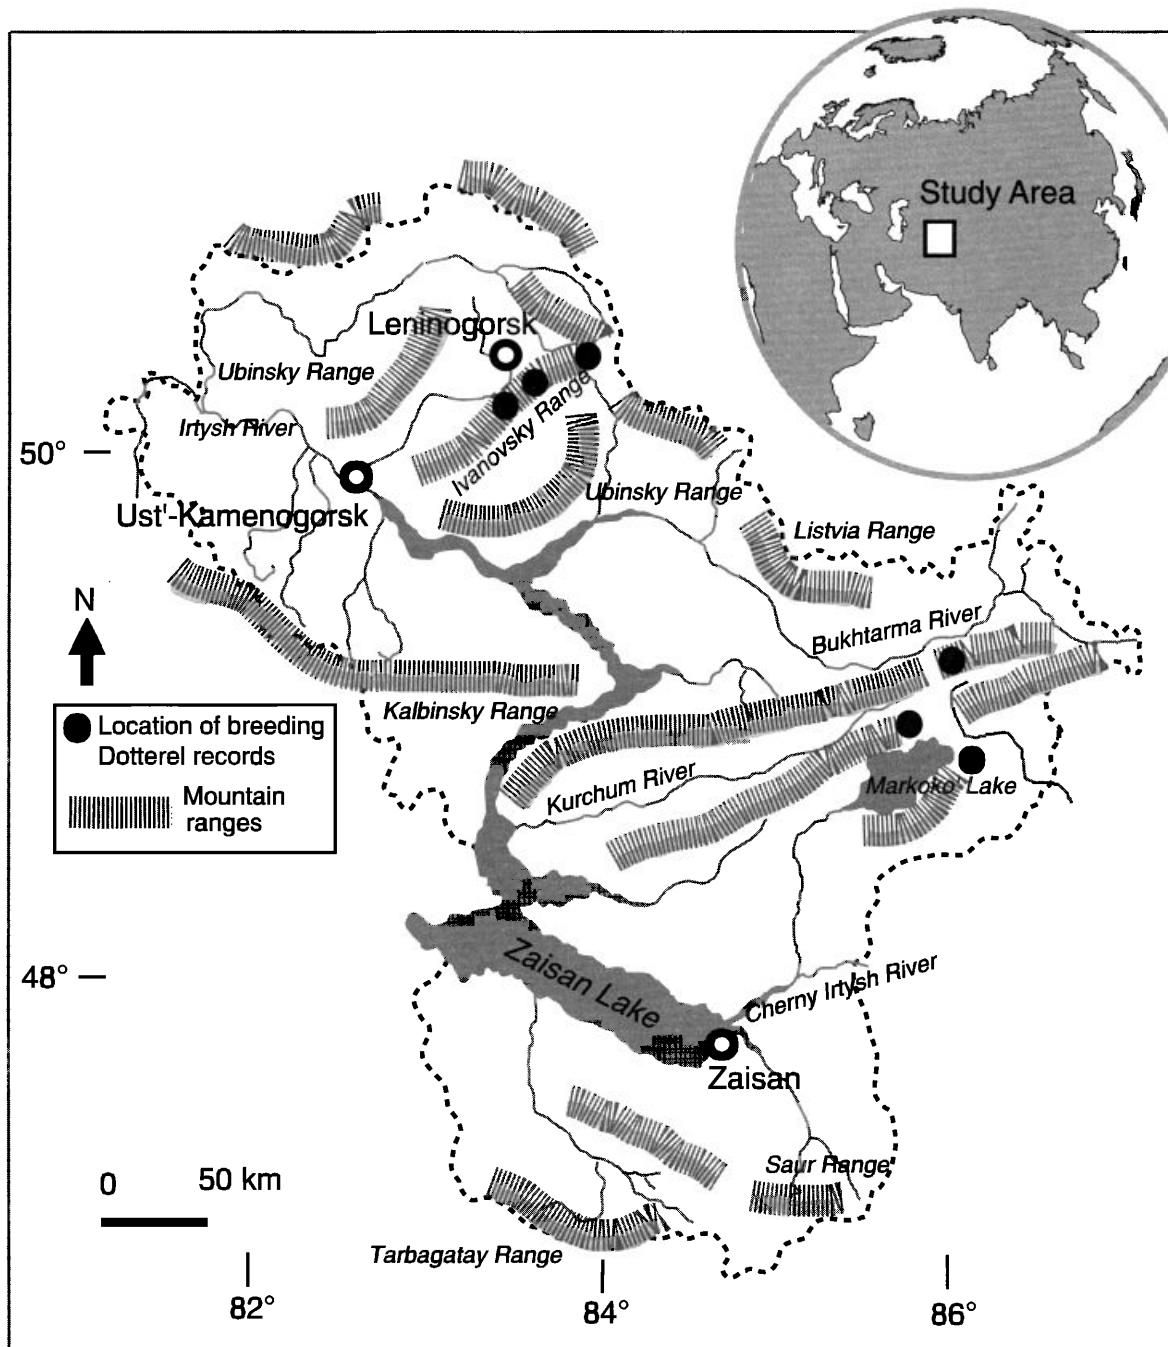 Study Area
Leninogorsk
Ubinsky Range
Irtysh River
Ivanovsky Range
50°
Ubinsky Range
Ust'-Kamenogorsk
Listvia Range
N
Bukhtarma River
Kalbinsky Range
Location of breeding
Dotterel records
Mountain
ranges
Kurchum River
Markoko' Lake
48°
Zaisan Lake
Cherny Irtysh River
Zaisan
Saur Range
0 50 km
Tarbagatay Range
82° 84° 86°